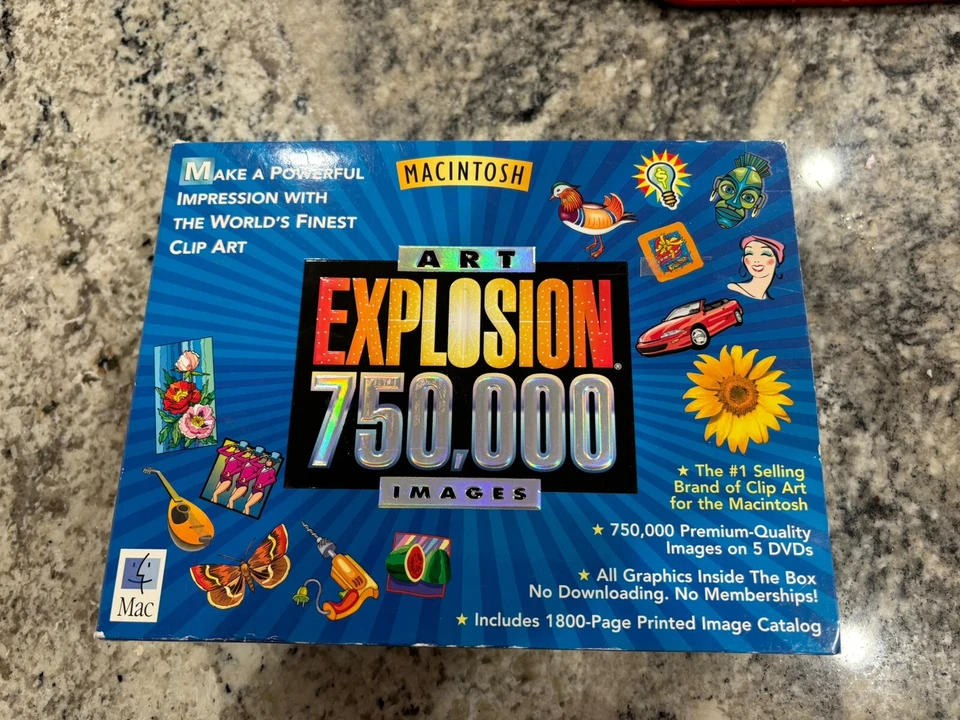 MAKE A POWERFUL
IMPRESSION WITH
THE WORLD'S FINEST
CLIP ART
MACINTOSH
ART
EXPLOSION®
750,000
IMAGES
★ The #1 Selling
Brand of Clip Art
for the Macintosh
★ 750,000 Premium-Quality
Images on 5 DVDs
★ All Graphics Inside The Box
No Downloading. No Memberships!
★ Includes 1800-Page Printed Image Catalog
Mac